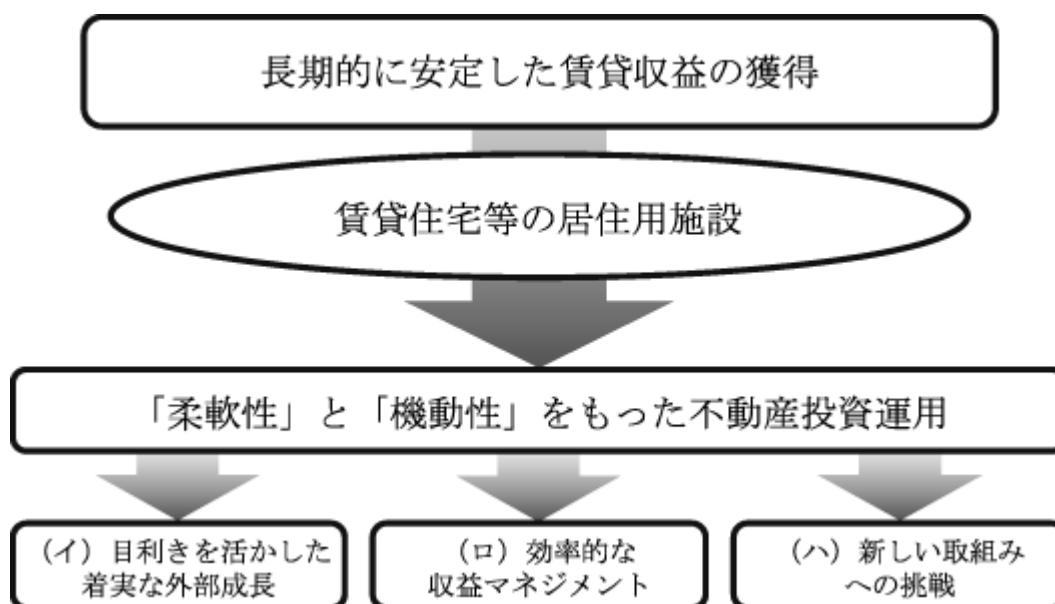 長期的に安定した賃貸収益の獲得
賃貸住宅等の居住用施設
「柔軟性」と「機動性」をもった不動産投資運用
（イ）目利きを活かした
着実な外部成長
（ロ）効率的な
収益マネジメント
（ハ）新しい取組み
への挑戦